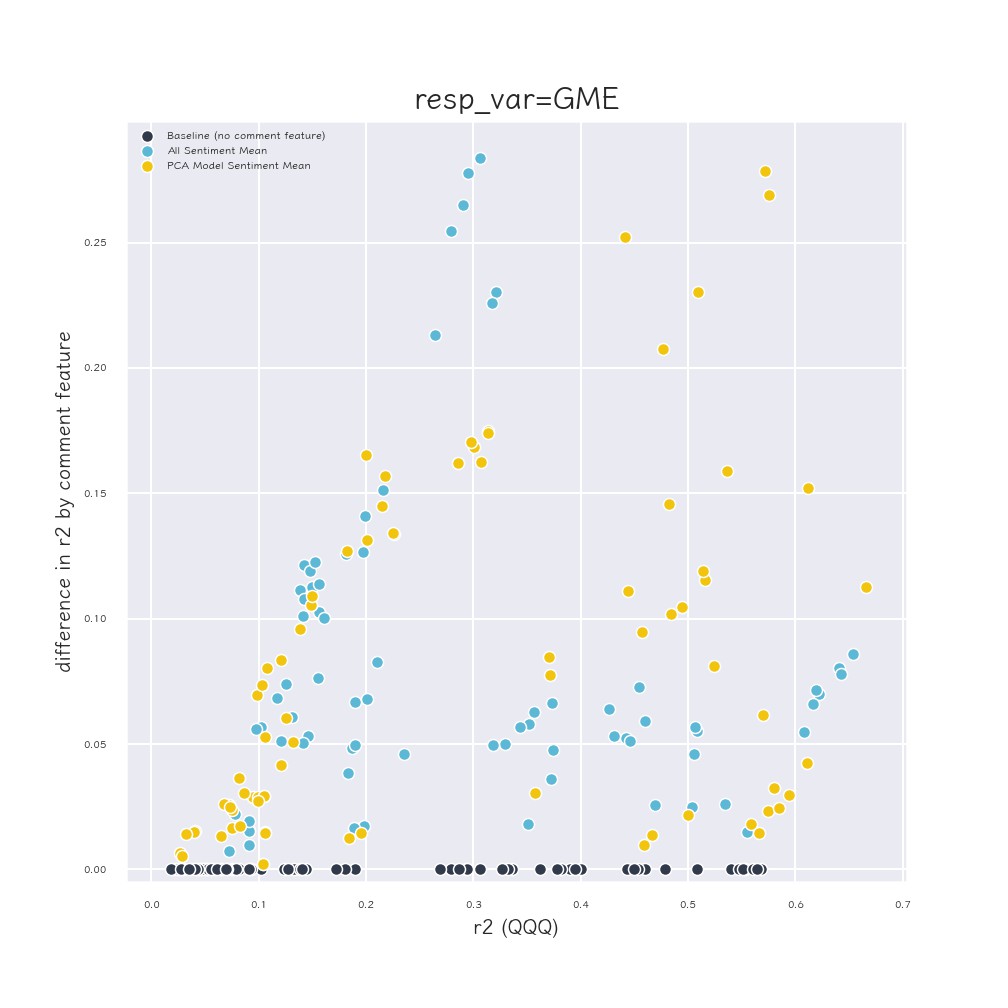 resp_var=GME
Baseline (no comment feature)
All Sentiment Mean
PCA Model Sentiment Mean
difference in r2 by comment feature
0.25
0.20
0.15
0.10
0.05
0.00
0.0 0.1 0.2 0.3 0.4 0.5 0.6 0.7
r2 (QQQ)